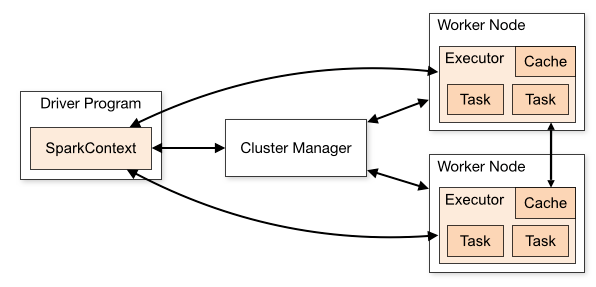 Driver Program
SparkContext
Cluster Manager
Worker Node
Executor
Cache
Task
Task
Worker Node
Executor
Cache
Task
Task